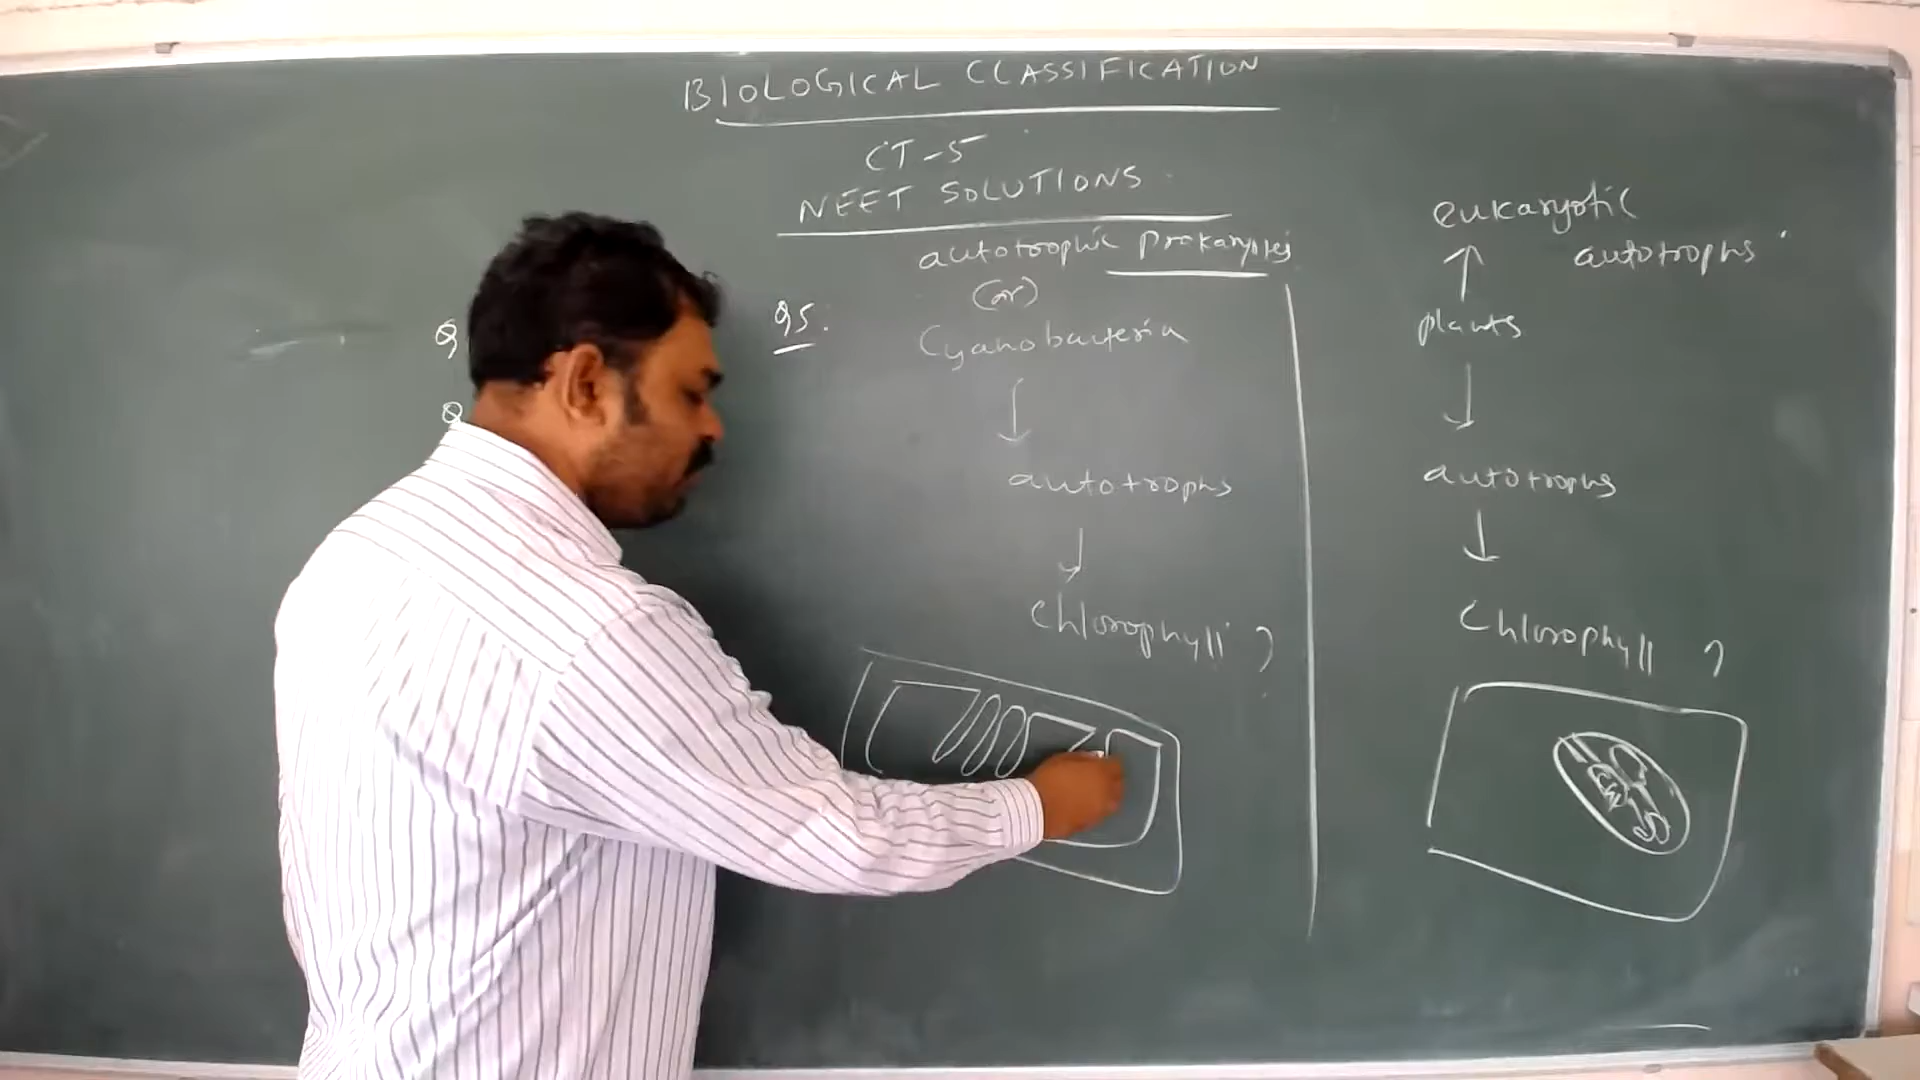 BIOLOGICAL CLASSIFICATION
CT-5
NEET SOLUTIONS
Q
Q
Q5:
autotrophic prokaryotes
(or)
Cyanobacteria
autotrophs
Chlorophyll ?
eukaryotic
autotrophs
plants
autotrophs
Chlorophyll ?